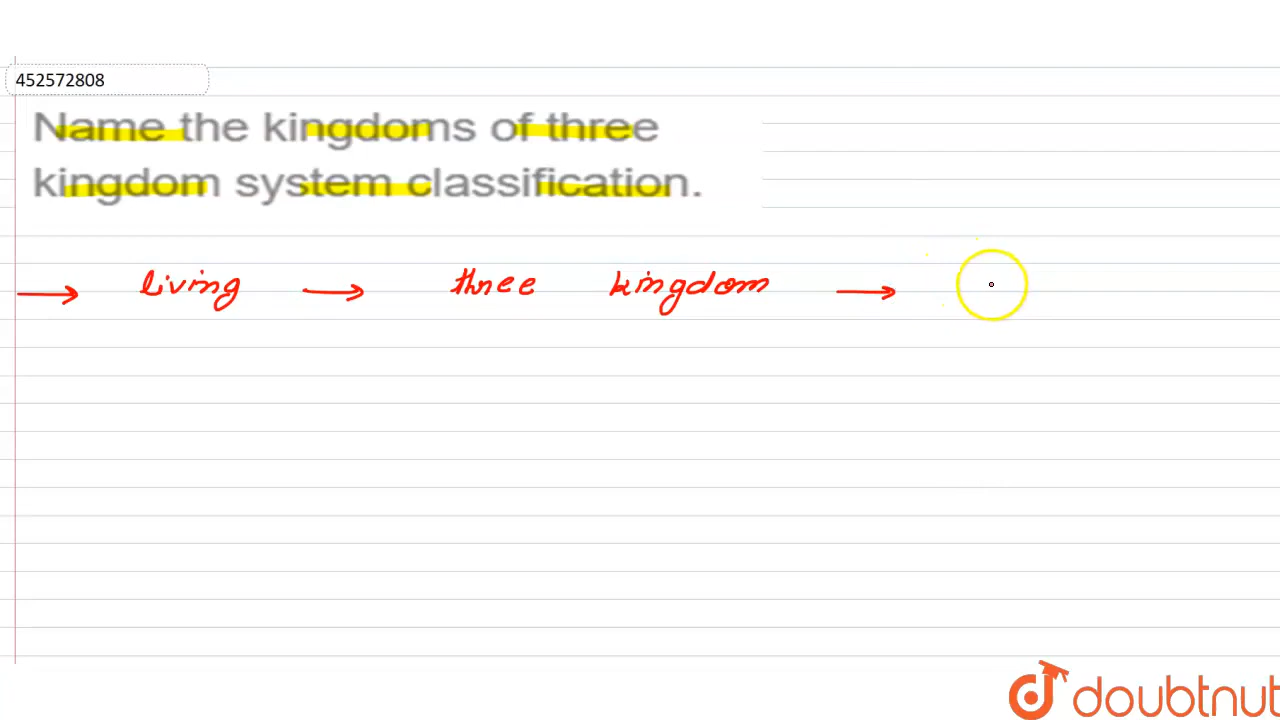 452572808
Name the kingdoms of three
kingdom system classification.
→ living → three kingdom →
doubtnut